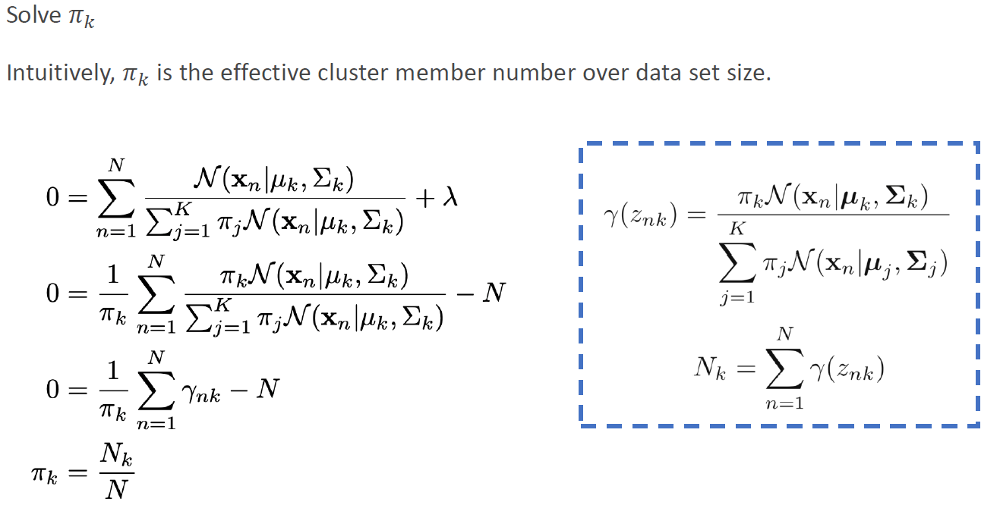 Solve π_k
Intuitively, π_k is the effective cluster member number over data set size.
0 = \sum_{n=1}^{N} \frac{\mathcal{N}(\mathbf{x}_n|\mu_k, \Sigma_k)}{\sum_{j=1}^{K} \pi_j \mathcal{N}(\mathbf{x}_n|\mu_k, \Sigma_k)} + \lambda
0 = \frac{1}{\pi_k} \sum_{n=1}^{N} \frac{\pi_k \mathcal{N}(\mathbf{x}_n|\mu_k, \Sigma_k)}{\sum_{j=1}^{K} \pi_j \mathcal{N}(\mathbf{x}_n|\mu_k, \Sigma_k)} - N
0 = \frac{1}{\pi_k} \sum_{n=1}^{N} \gamma_{nk} - N
\pi_k = \frac{N_k}{N}
\gamma(z_{nk}) = \frac{\pi_k \mathcal{N}(\mathbf{x}_n|\boldsymbol{\mu}_k, \boldsymbol{\Sigma}_k)}{\sum_{j=1}^{K} \pi_j \mathcal{N}(\mathbf{x}_n|\boldsymbol{\mu}_j, \boldsymbol{\Sigma}_j)}
N_k = \sum_{n=1}^{N} \gamma(z_{nk})